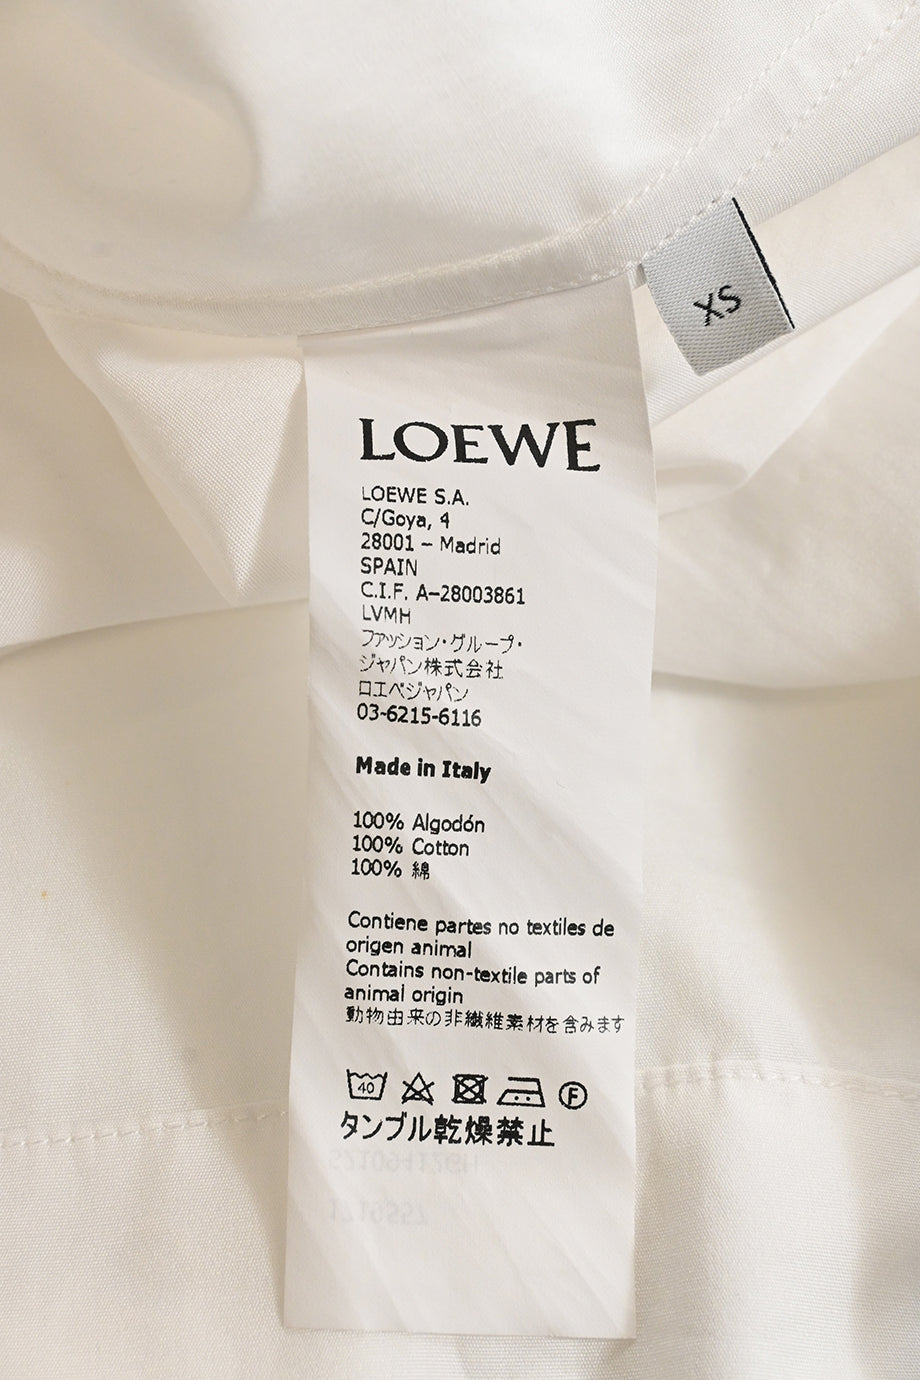 XS
LOEWE
LOEWE S.A.
C/Goya, 4
28001 – Madrid
SPAIN
C.I.F. A–28003861
LVMH
ファッション・グループ・
ジャパン株式会社
ロエベジャパン
03-6215-6116
Made in Italy
100% Algodón
100% Cotton
100% 綿
Contiene partes no textiles de
origen animal
Contains non-textile parts of
animal origin
動物由来の非繊維素材を含みます
40 F
タンブル乾燥禁止